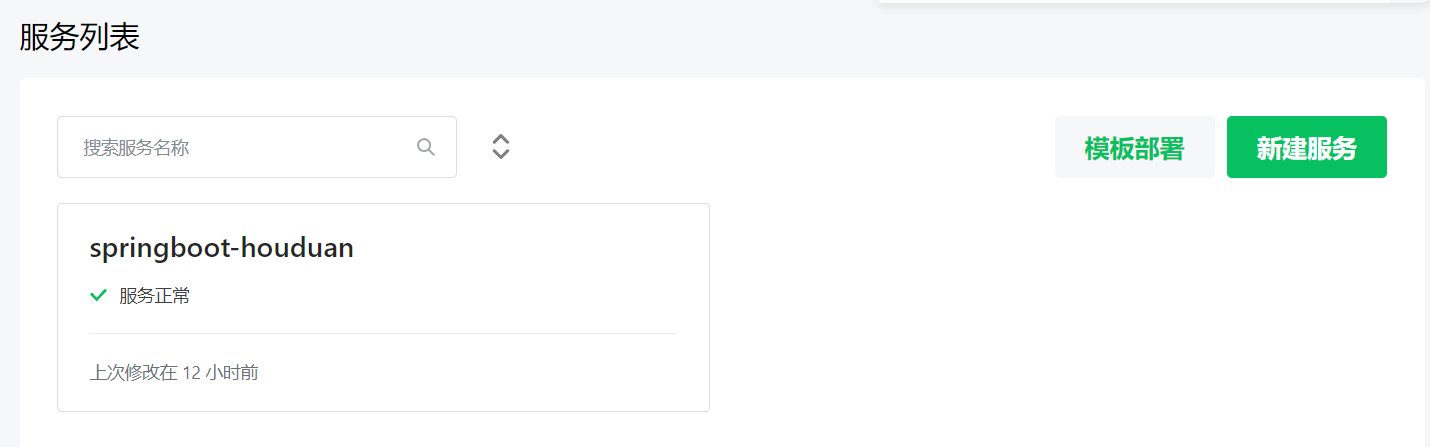 服务列表
搜索服务名称
模板部署
新建服务
springboot-houduan
服务正常
上次修改在 12 小时前